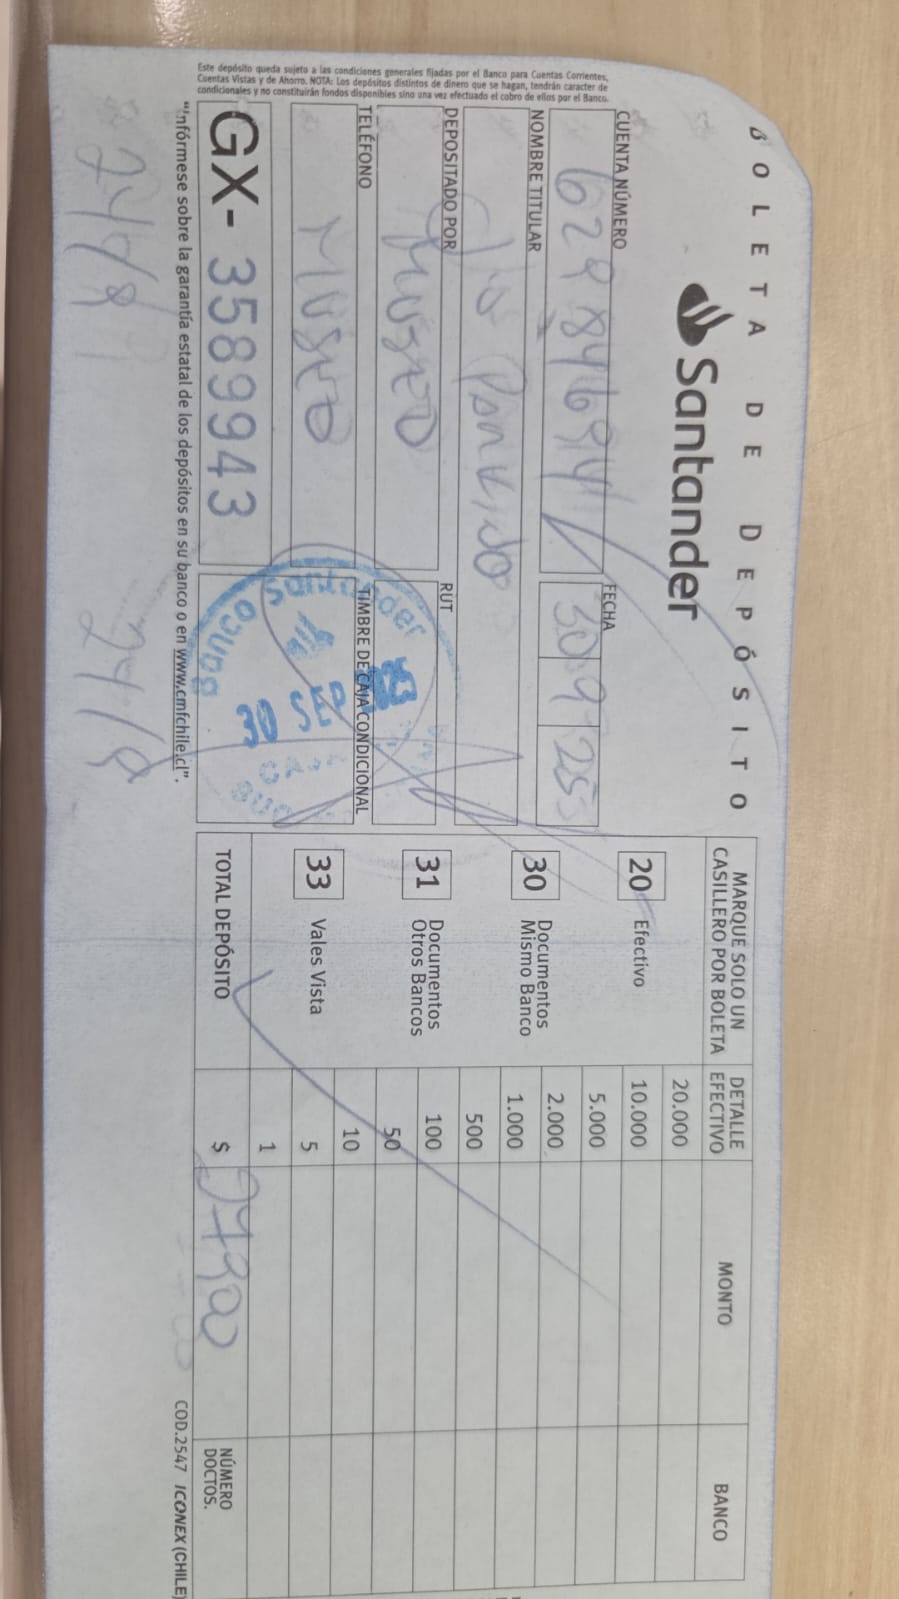 BOLETA DE DEPÓSITO
Santander
CUENTA NÚMERO
FECHA
30 9 25
NOMBRE TITULAR
DEPOSITADO POR
RUT
Museo
TELÉFONO
TIMBRE DE CAJA CONDICIONAL
Museo
Banco Santander
30 SEP 2025
GX- 3589943
"Infórmese sobre la garantía estatal de los depósitos en su banco o en www.cmfchile.cl".
Este depósito queda sujeto a las condiciones generales fijadas por el Banco para Cuentas Corrientes,
Cuentas Vistas y de Ahorro. NOTA: Los depósitos distintos de dinero que se hagan, tendrán caracter de
condicionales y no constituirán fondos disponibles sino una vez efectuado el cobro de ellos por el Banco.
MARQUE SOLO UN
CASILLERO POR BOLETA
DETALLE
EFECTIVO
MONTO
BANCO
20.000
20 Efectivo
10.000
5.000
30 Documentos
Mismo Banco
2.000
1.000
500
31 Documentos
Otros Bancos
100
50
33 Vales Vista
10
5
1
TOTAL DEPÓSITO
$
NÚMERO
DOCTOS.
COD.2547 ICONEX (CHILE)